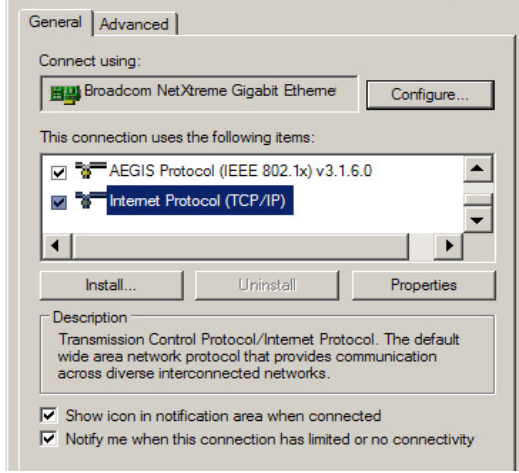 General
Advanced
Connect using:
Broadcom NetXtreme Gigabit Etherne
Configure...
This connection uses the following items:
AEGIS Protocol (IEEE 802.1x) v3.1.6.0
Internet Protocol (TCP/IP)
Install...
Uninstall
Properties
Description
Transmission Control Protocol/Internet Protocol. The default
wide area network protocol that provides communication
across diverse interconnected networks.
Show icon in notification area when connected
Notify me when this connection has limited or no connectivity